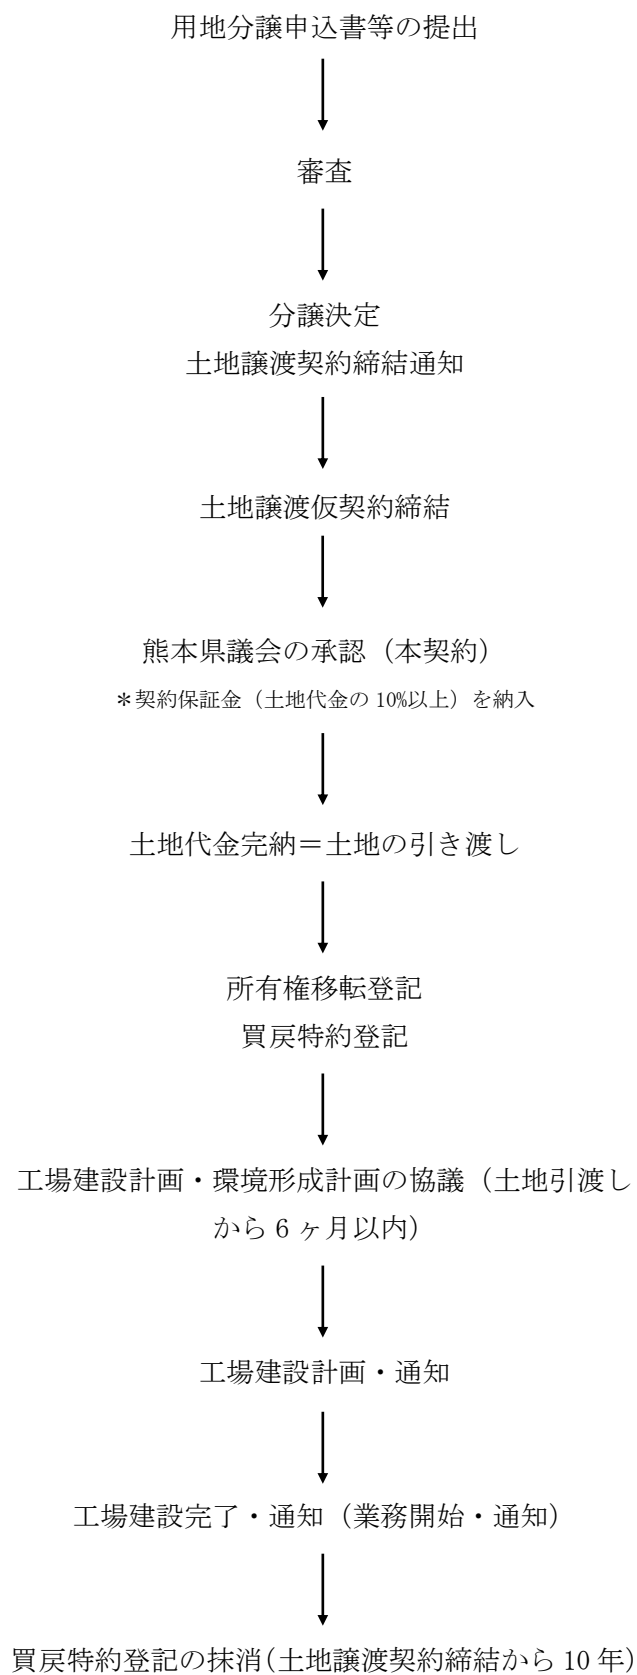 用地分譲申込書等の提出
審査
分譲決定
土地譲渡契約締結通知
土地譲渡仮契約締結
熊本県議会の承認（本契約）
＊契約保証金（土地代金の 10%以上）を納入
土地代金完納＝土地の引き渡し
所有権移転登記
買戻特約登記
工場建設計画・環境形成計画の協議（土地引渡し
から 6 ヶ月以内）
工場建設計画・通知
工場建設完了・通知（業務開始・通知）
買戻特約登記の抹消（土地譲渡契約締結から 10 年）